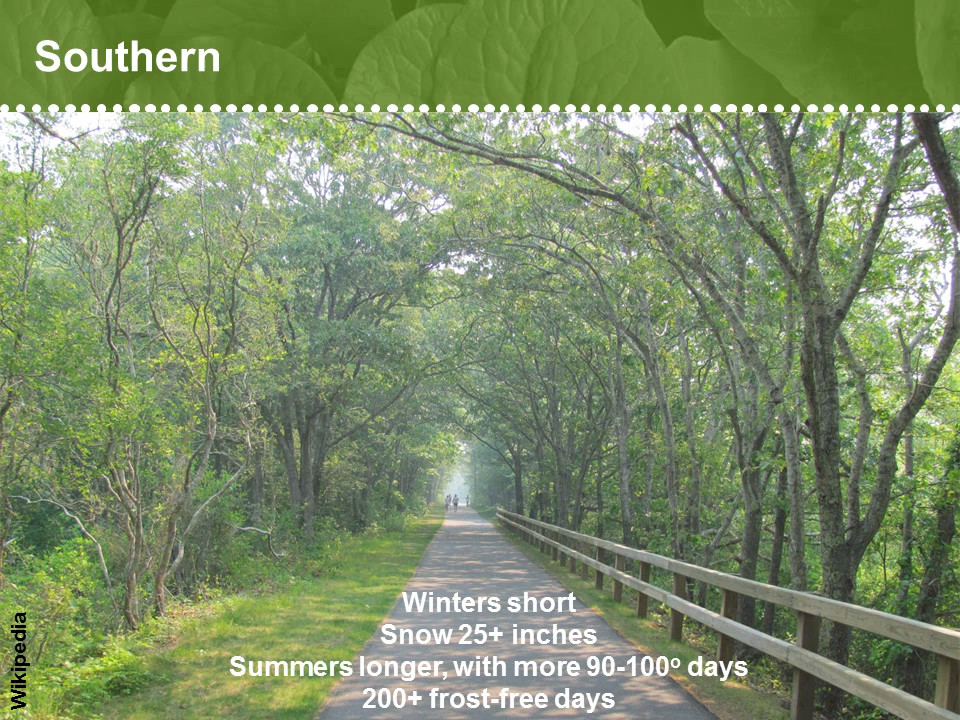 Southern
Winters short
Snow 25+ inches
Summers longer, with more 90-100º days
200+ frost-free days
Wikipedia